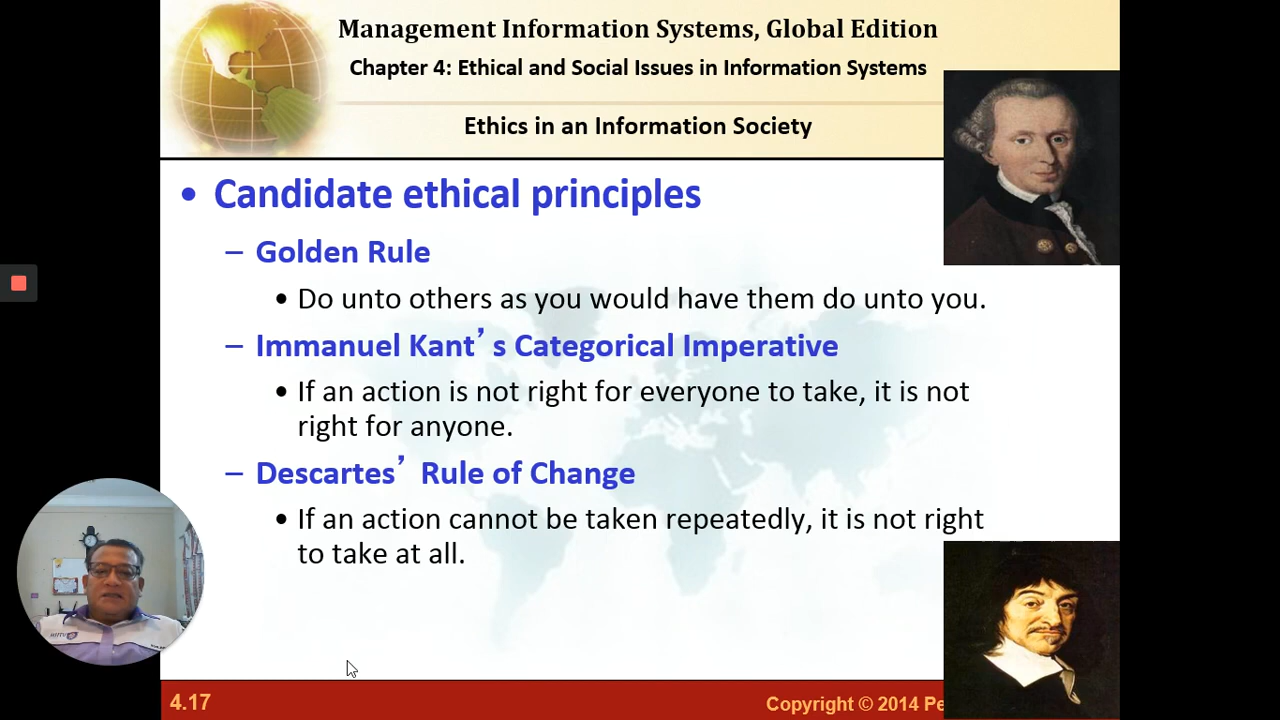 Management Information Systems, Global Edition
Chapter 4: Ethical and Social Issues in Information Systems
Ethics in an Information Society
• Candidate ethical principles
– Golden Rule
• Do unto others as you would have them do unto you.
– Immanuel Kant’s Categorical Imperative
• If an action is not right for everyone to take, it is not
right for anyone.
– Descartes’ Rule of Change
• If an action cannot be taken repeatedly, it is not right
to take at all.
4.17
Copyright © 2014 Pe